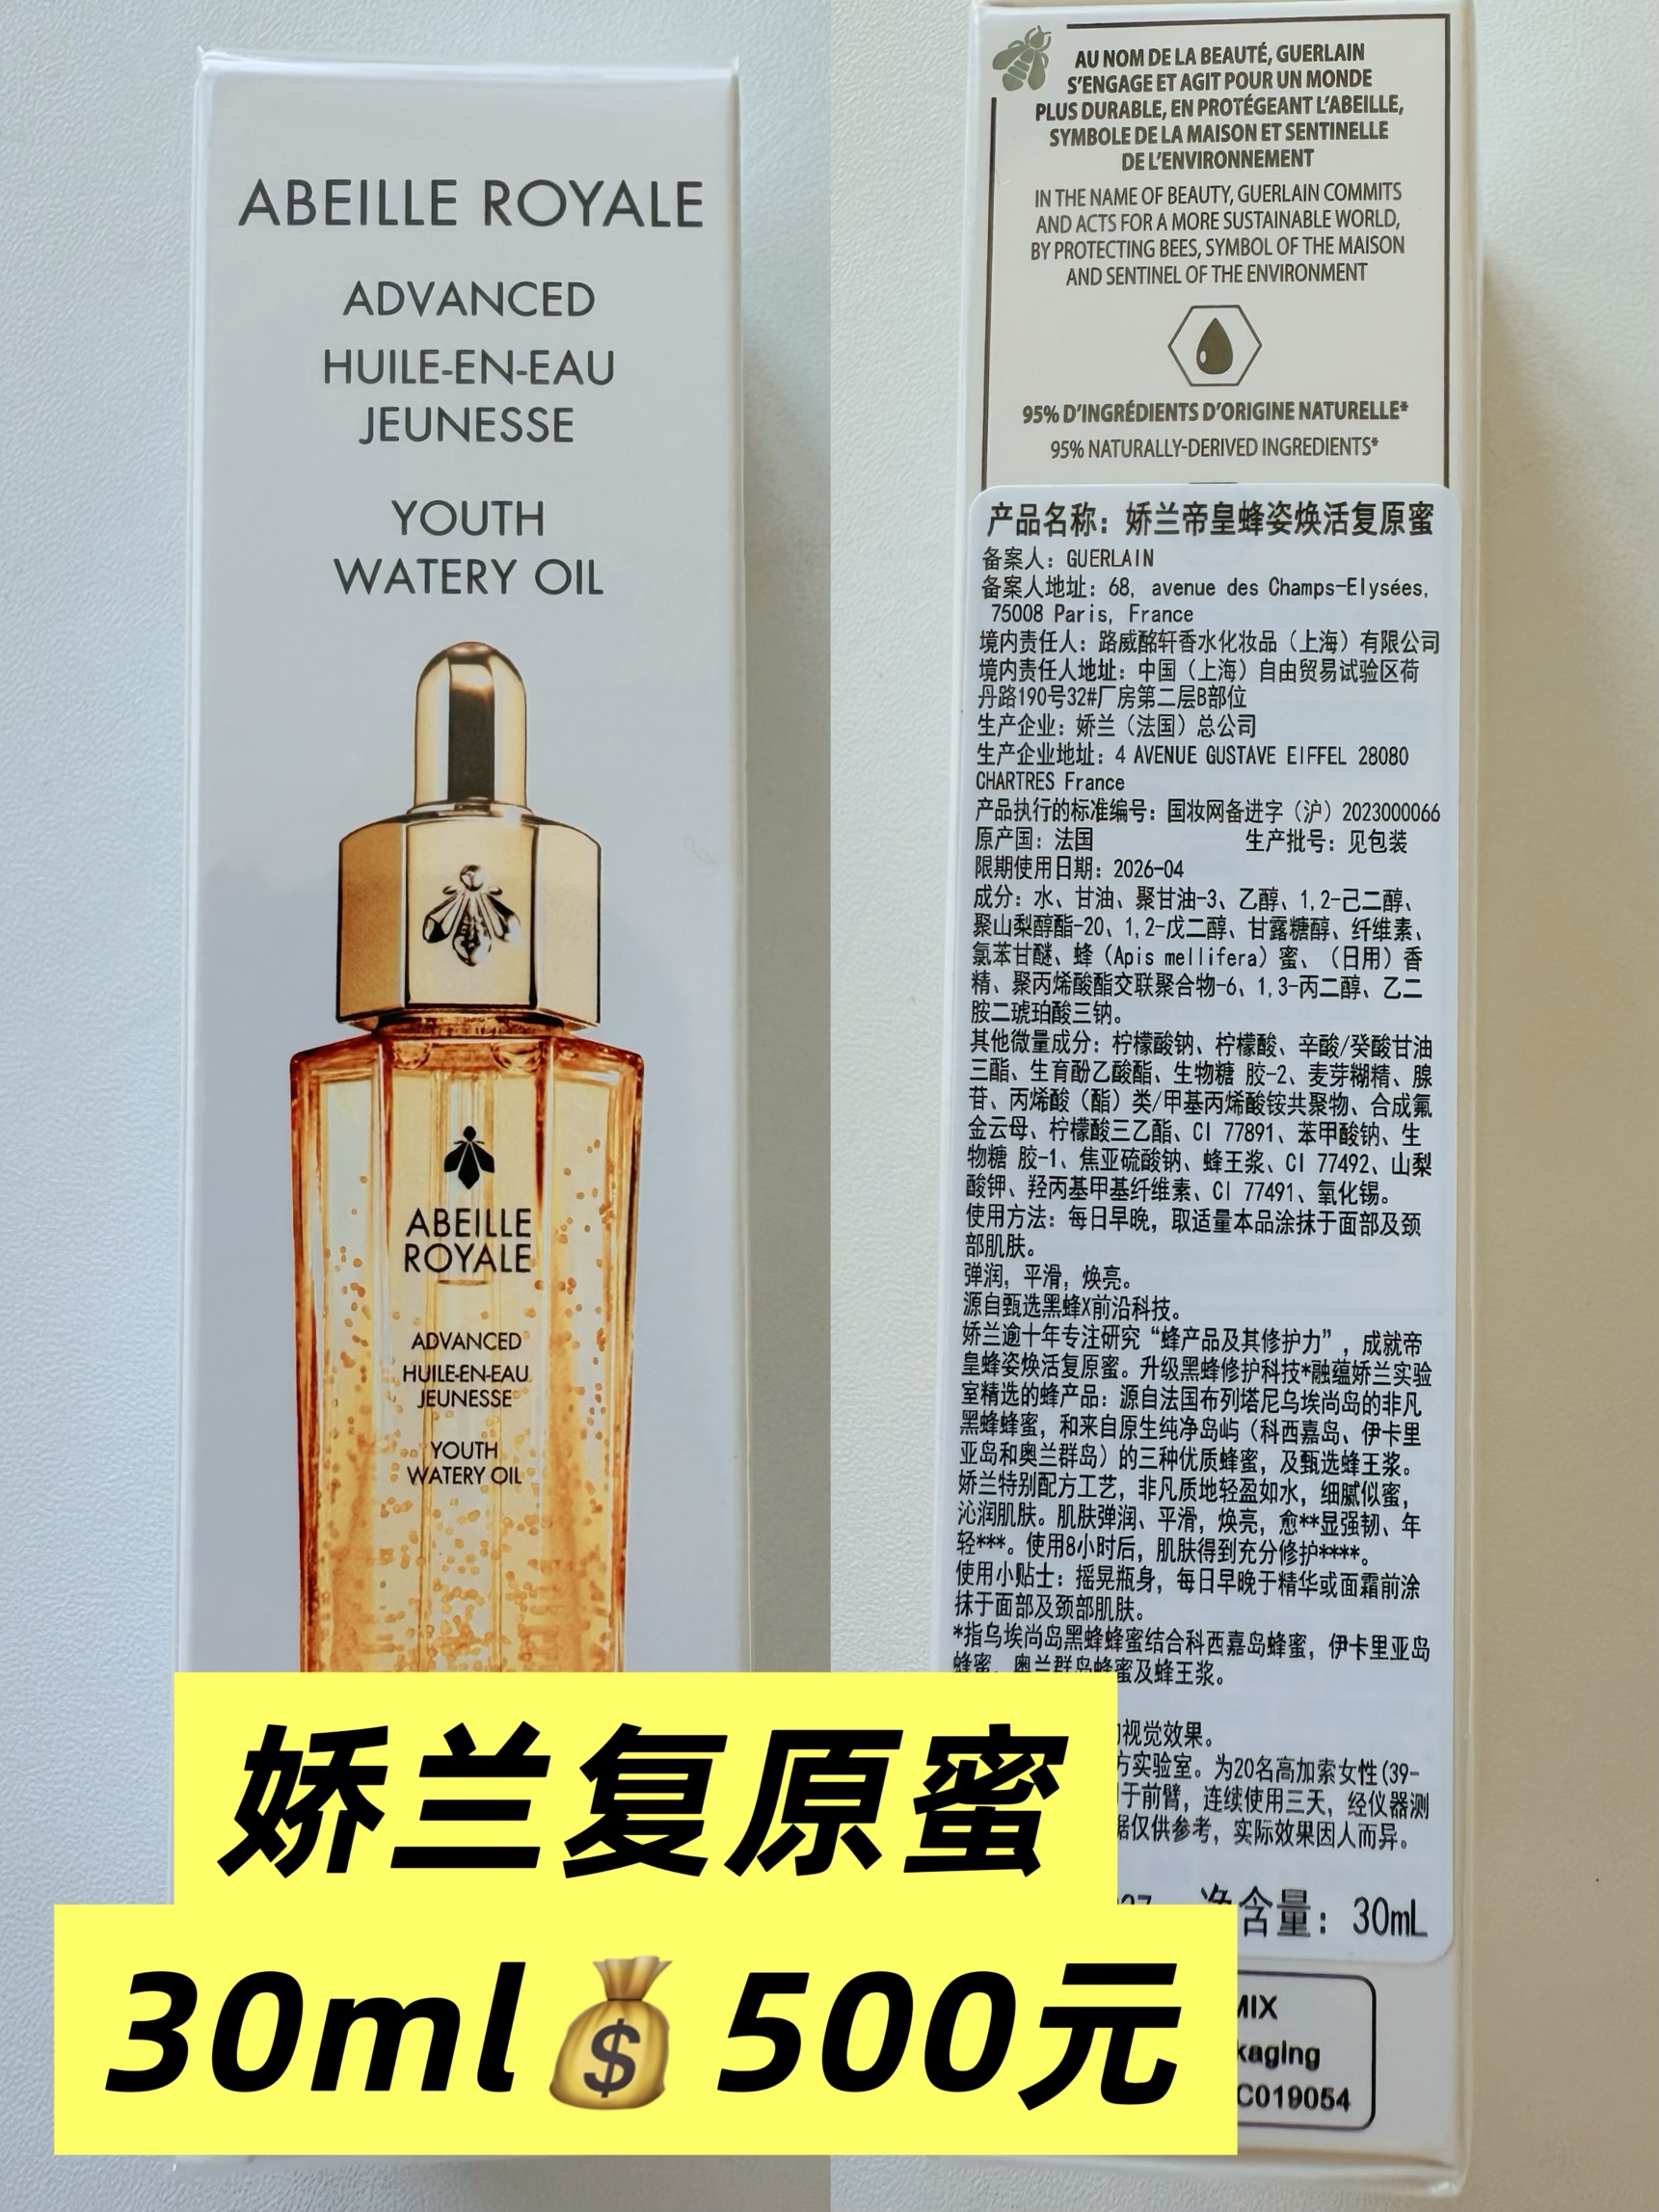 ABEILLE ROYALE
ADVANCED
HUILE-EN-EAU
JEUNESSE
YOUTH
WATERY OIL
ABEILLE
ROYALE
ADVANCED
HUILE-EN-EAU
JEUNESSE
YOUTH
WATERY OIL
AU NOM DE LA BEAUTÉ, GUERLAIN
S'ENGAGE ET AGIT POUR UN MONDE
PLUS DURABLE, EN PROTÉGEANT L'ABEILLE,
SYMBOLE DE LA MAISON ET SENTINELLE
DE L'ENVIRONNEMENT
IN THE NAME OF BEAUTY, GUERLAIN COMMITS
AND ACTS FOR A MORE SUSTAINABLE WORLD,
BY PROTECTING BEES, SYMBOL OF THE MAISON
AND SENTINEL OF THE ENVIRONMENT
95% D'INGRÉDIENTS D'ORIGINE NATURELLE*
95% NATURALLY-DERIVED INGREDIENTS*
产品名称：娇兰帝皇蜂姿焕活复原蜜
备案人：GUERLAIN
备案人地址：68, avenue des Champs-Elysées,
75008 Paris, France
境内责任人：路威酩轩香水化妆品（上海）有限公司
境内责任人地址：中国（上海）自由贸易试验区荷
丹路190号32#厂房第二层B部位
生产企业：娇兰（法国）总公司
生产企业地址：4 AVENUE GUSTAVE EIFFEL 28080
CHARTRES France
产品执行的标准编号：国妆网备进字（沪）2023000066
原产国：法国 生产批号：见包装
限期使用日期：2026-04
成分：水、甘油、聚甘油-3、乙醇、1,2-己二醇、
聚山梨醇酯-20、1,2-戊二醇、甘露糖醇、纤维素、
氯苯甘醚、蜂（Apis mellifera）蜜、（日用）香
精、聚丙烯酸酯交联聚合物-6、1,3-丙二醇、乙二
胺二琥珀酸三钠。
其他微量成分：柠檬酸钠、柠檬酸、辛酸/癸酸甘油
三酯、生育酚乙酸酯、生物糖 胶-2、麦芽糊精、腺
苷、丙烯酸（酯）类/甲基丙烯酸铵共聚物、合成氟
金云母、柠檬酸三乙酯、CI 77891、苯甲酸钠、生
物糖 胶-1、焦亚硫酸钠、蜂王浆、CI 77492、山梨
酸钾、羟丙基甲基纤维素、CI 77491、氧化锡。
使用方法：每日早晚，取适量本品涂抹于面部及颈
部肌肤。
弹润，平滑，焕亮。
源自甄选黑蜂X前沿科技。
娇兰逾十年专注研究“蜂产品及其修护力”，成就帝
皇蜂姿焕活复原蜜。升级黑蜂修护科技*融蕴娇兰实验
室精选的蜂产品：源自法国布列塔尼乌埃尚岛的非凡
黑蜂蜂蜜，和来自原生纯净岛屿（科西嘉岛、伊卡里
亚岛和奥兰群岛）的三种优质蜂蜜，及甄选蜂王浆。
娇兰特别配方工艺，非凡质地轻盈如水，细腻似蜜，
沁润肌肤。肌肤弹润、平滑，焕亮，愈**显强韧、年
轻***。使用8小时后，肌肤得到充分修护****。
使用小贴士：摇晃瓶身，每日早晚于精华或面霜前涂
抹于面部及颈部肌肤。
*指乌埃尚岛黑蜂蜂蜜结合科西嘉岛蜂蜜，伊卡里亚岛
蜂蜜、奥兰群岛蜂蜜及蜂王浆。
视觉效果。
方实验室。为20名高加索女性(39-
于前臂，连续使用三天，经仪器测
据仅供参考，实际效果因人而异。
净含量：30mL
MIX
C019054
娇兰复原蜜
30ml💰500元